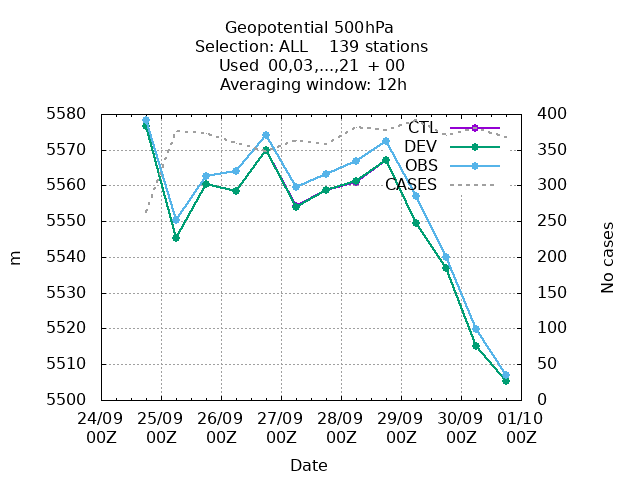 Geopotential 500hPa
Selection: ALL    139 stations
Used  00,03,...,21  + 00
Averaging window: 12h
5580
5570
5560
5550
5540
5530
5520
5510
5500
400
350
300
250
200
150
100
50
0
CTL
DEV
OBS
CASES
m
No cases
24/09 25/09 26/09 27/09 28/09 29/09 30/09 01/10
00Z 00Z 00Z 00Z 00Z 00Z 00Z 00Z
Date